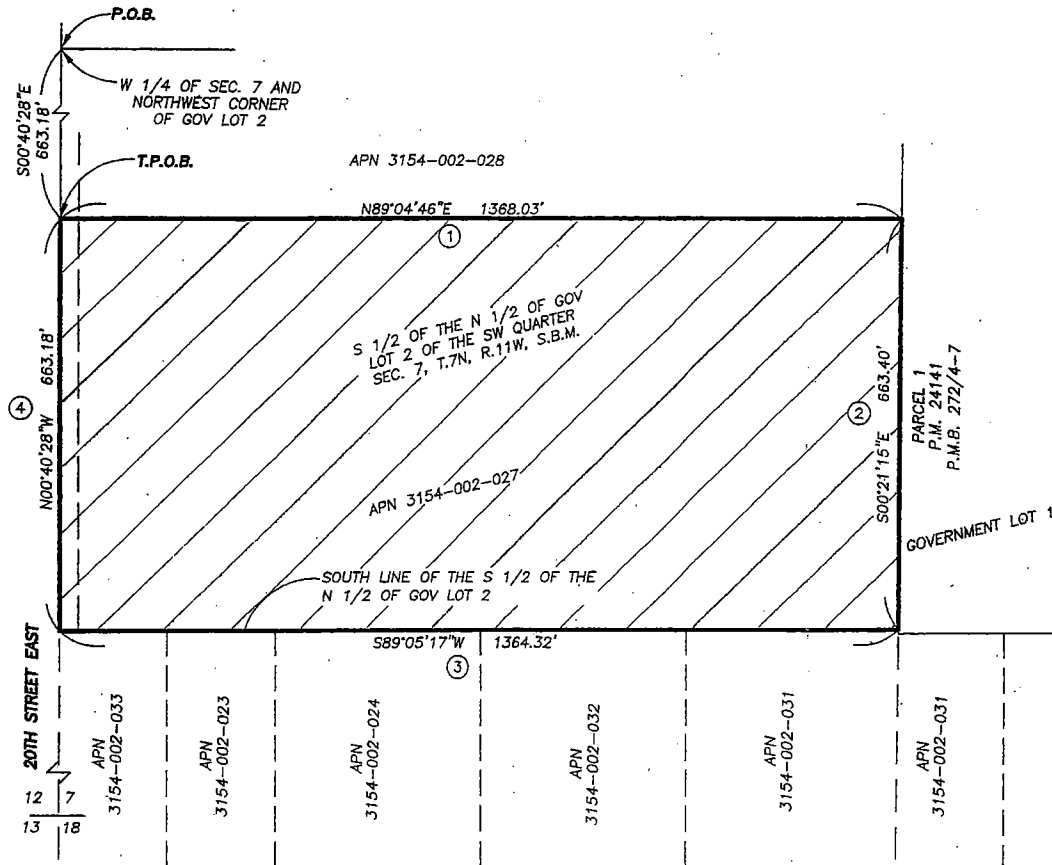 P.O.B.
W 1/4 OF SEC. 7 AND
NORTHWEST CORNER
OF GOV LOT 2
S00°40'28"E
663.18'
T.P.O.B.
APN 3154-002-028
N89°04'46"E 1368.03'
1
S 1/2 OF THE N 1/2 OF GOV
LOT 2 OF THE SW QUARTER
SEC. 7, T.7N, R.11W, S.B.M.
4
N00°40'28"W 663.18'
2
S00°21'15"E 663.40'
PARCEL 1
P.M. 24141
P.M.B. 272/4-7
APN 3154-002-027
GOVERNMENT LOT 1
SOUTH LINE OF THE S 1/2 OF THE
N 1/2 OF GOV LOT 2
S89°05'17"W 1364.32'
3
20TH STREET EAST
12 7
13 18
APN
3154-002-033
APN
3154-002-023
APN
3154-002-024
APN
3154-002-032
APN
3154-002-031
APN
3154-002-031